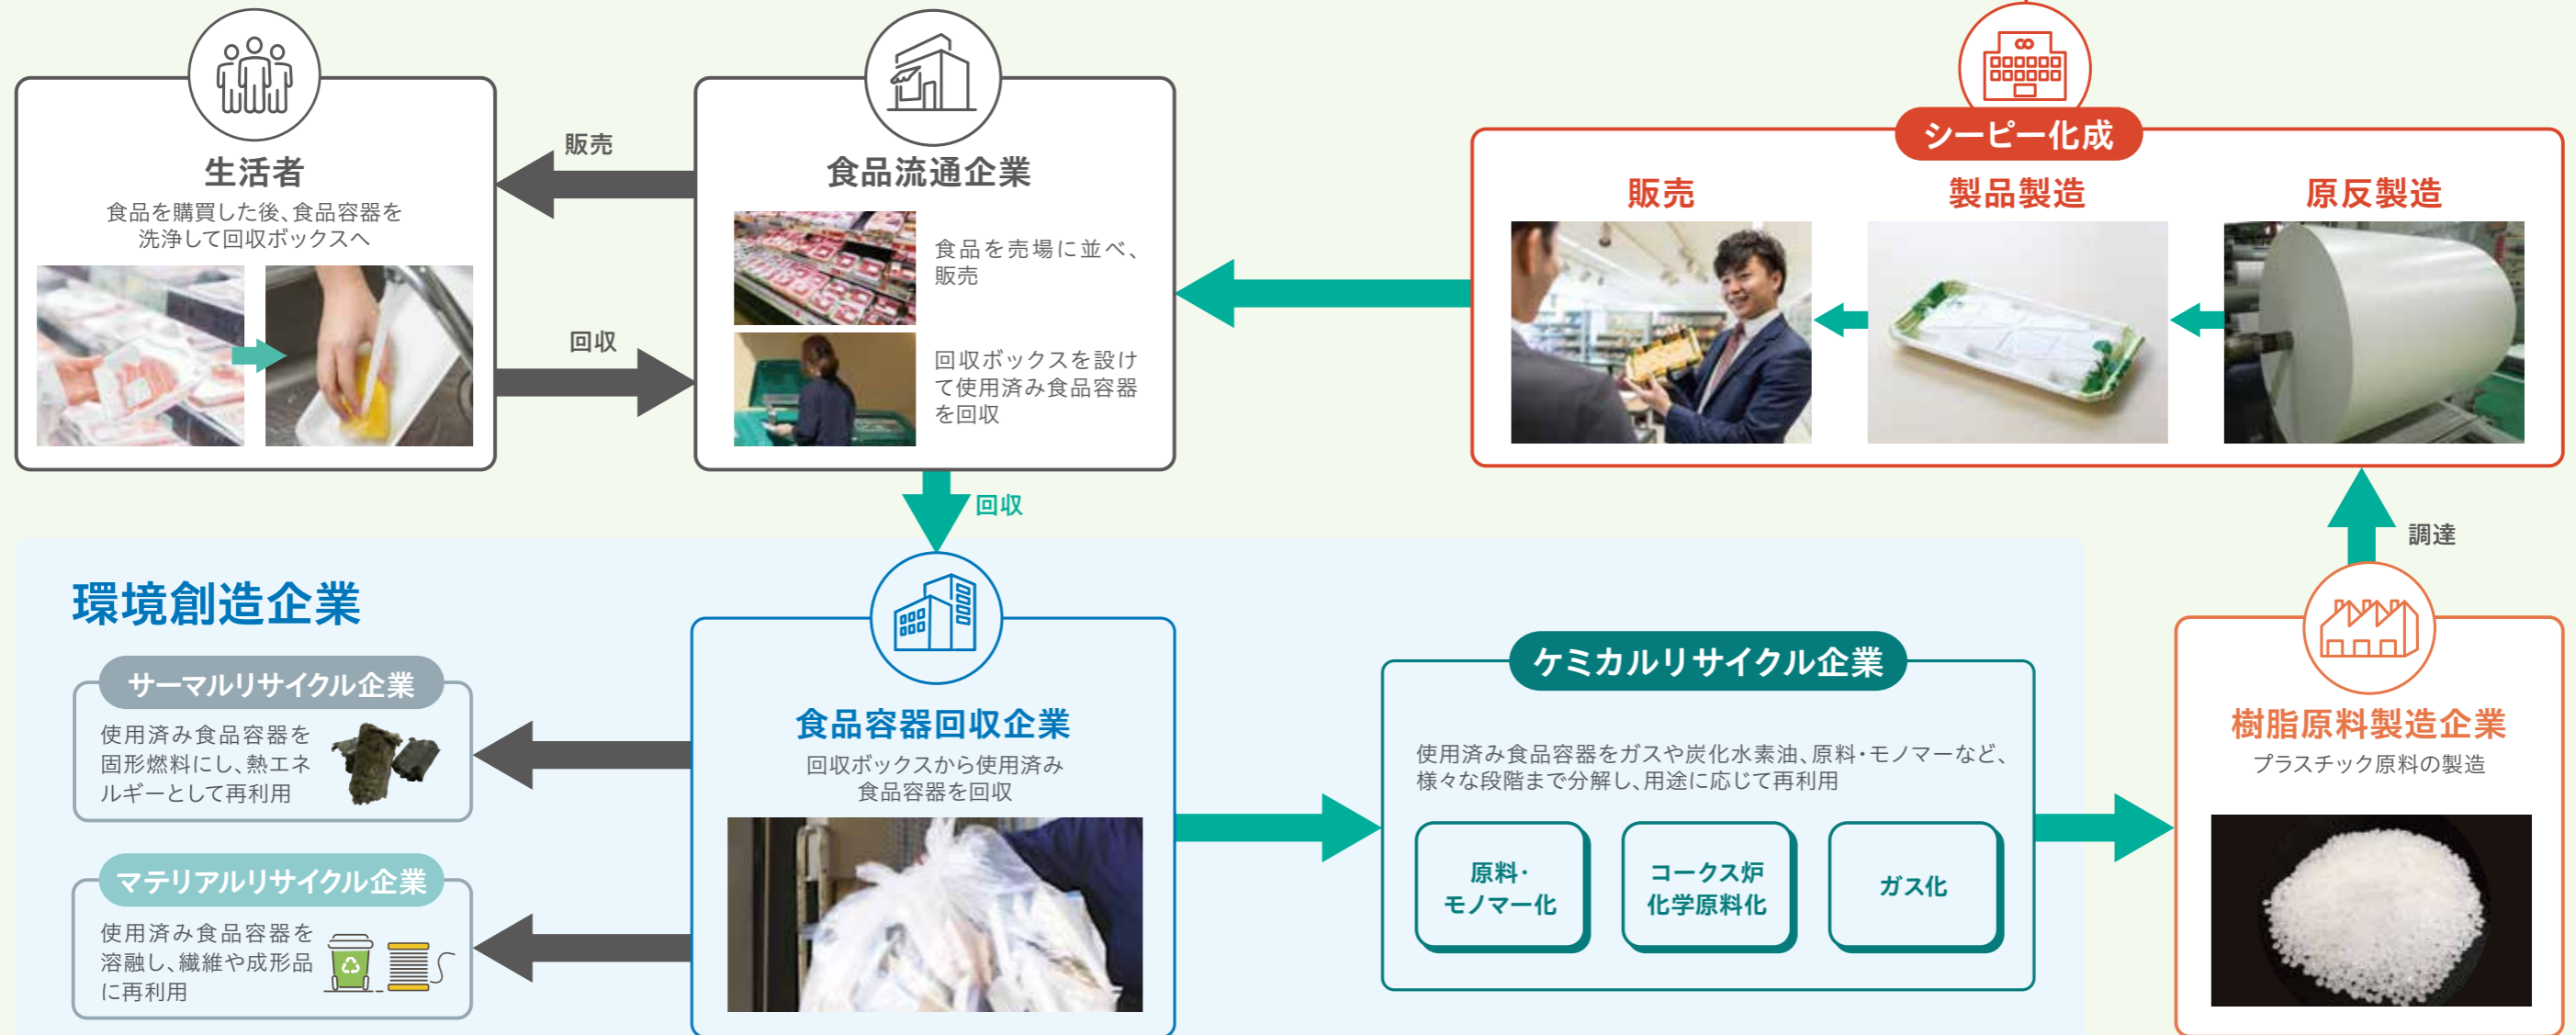 生活者
食品を購買した後、食品容器を
洗浄して回収ボックスへ
販売
回収
食品流通企業
食品を売場に並べ、
販売
回収ボックスを設け
て使用済み食品容器
を回収
シーピー化成
販売
製品製造
原反製造
回収
調達
環境創造企業
サーマルリサイクル企業
使用済み食品容器を
固形燃料にし、熱エネ
ルギーとして再利用
マテリアルリサイクル企業
使用済み食品容器を
溶融し、繊維や成形品
に再利用
食品容器回収企業
回収ボックスから使用済み
食品容器を回収
ケミカルリサイクル企業
使用済み食品容器をガスや炭化水素油、原料・モノマーなど、
様々な段階まで分解し、用途に応じて再利用
原料・
モノマー化
コークス炉
化学原料化
ガス化
樹脂原料製造企業
プラスチック原料の製造